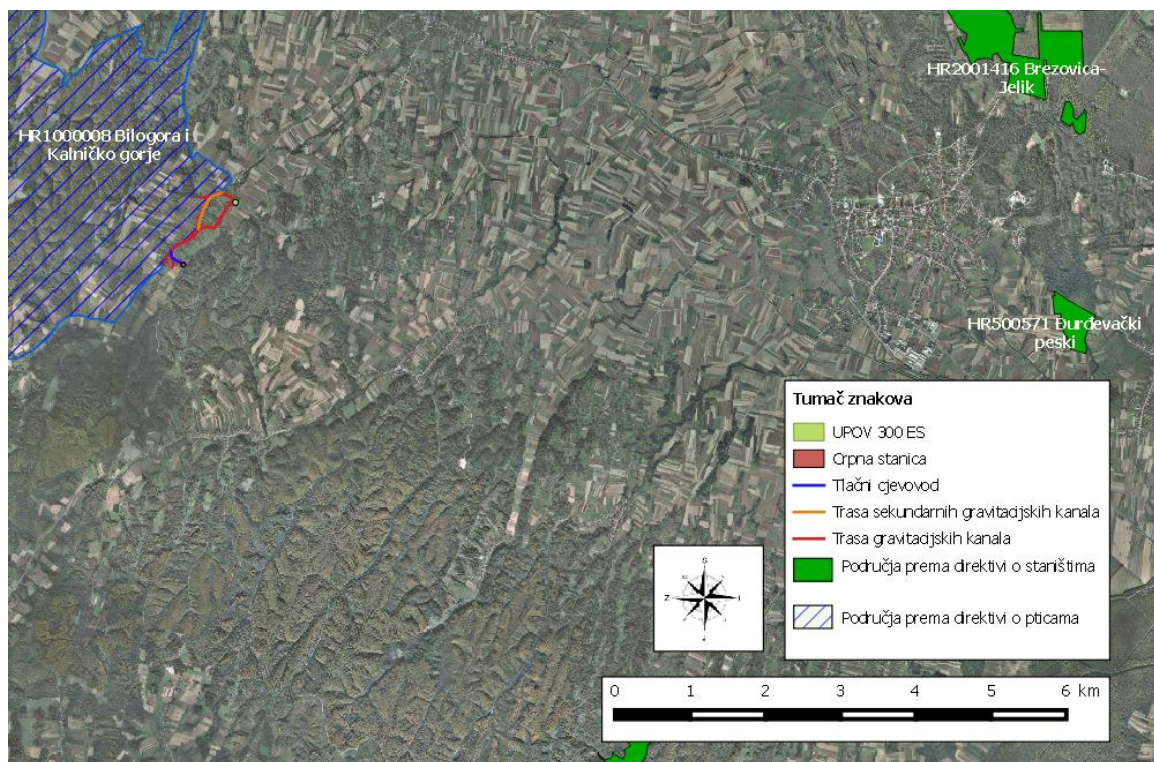 HR2001416 Brezovica-
Jelik
HR1000008 Bilogora i
Kalničko gorje
HR500571 Đurđevački
peski
Tumač znakova
UPOV 300 ES
Crpna stanica
Tlačni cjevovod
Trasa sekundarnih gravitacijskih kanala
Trasa gravitacijskih kanala
Područja prema direktivi o staništima
Područja prema direktivi o pticama
S
Z
I
0 1 2 3 4 5 6 km